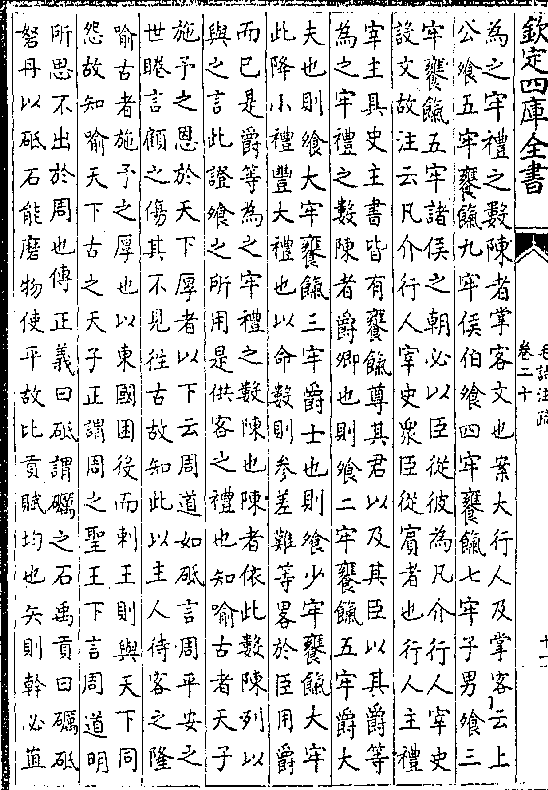 欽定四庫全書
毛詩注疏
卷二十
為之牢禮之數陳者掌客文也案大行人及掌客云上
公飧五牢饔餼九牢侯伯飧四牢饔餼七牢子男飧三
牢饔餼五牢諸侯之朝必以臣從彼為凡介行人宰史
設文故注云凡介行人宰史衆臣從賓者也行人主禮
宰主具史主書皆有饔餼尊其君以及其臣以其爵等
為之牢禮之數陳者爵卿也則飧二牢饔餼五牢爵大
夫也則飧大牢饔餼三牢爵士也則飧少牢饔餼大牢
此降小禮豐大禮也以命數則參差難等畧於臣用爵
而已是爵等為之牢禮之數陳也陳者依此數陳列以
與之言此證飧之所用是供客之禮也知喻古者天子
施予之恩於天下厚者以下云周道如砥言周平安之
世睠言顧之傷其不見徃古故知此以主人待客之隆
喻古者施予之厚也以東國困役而刺王則與天下同
怨故知喻天下古之天子正謂周之聖王下言周道明
所思不出於周也傳正義曰砥謂礪之石禹貢曰礪砥
砮丹以砥石能磨物使平故比貢賦均也矢則幹必直